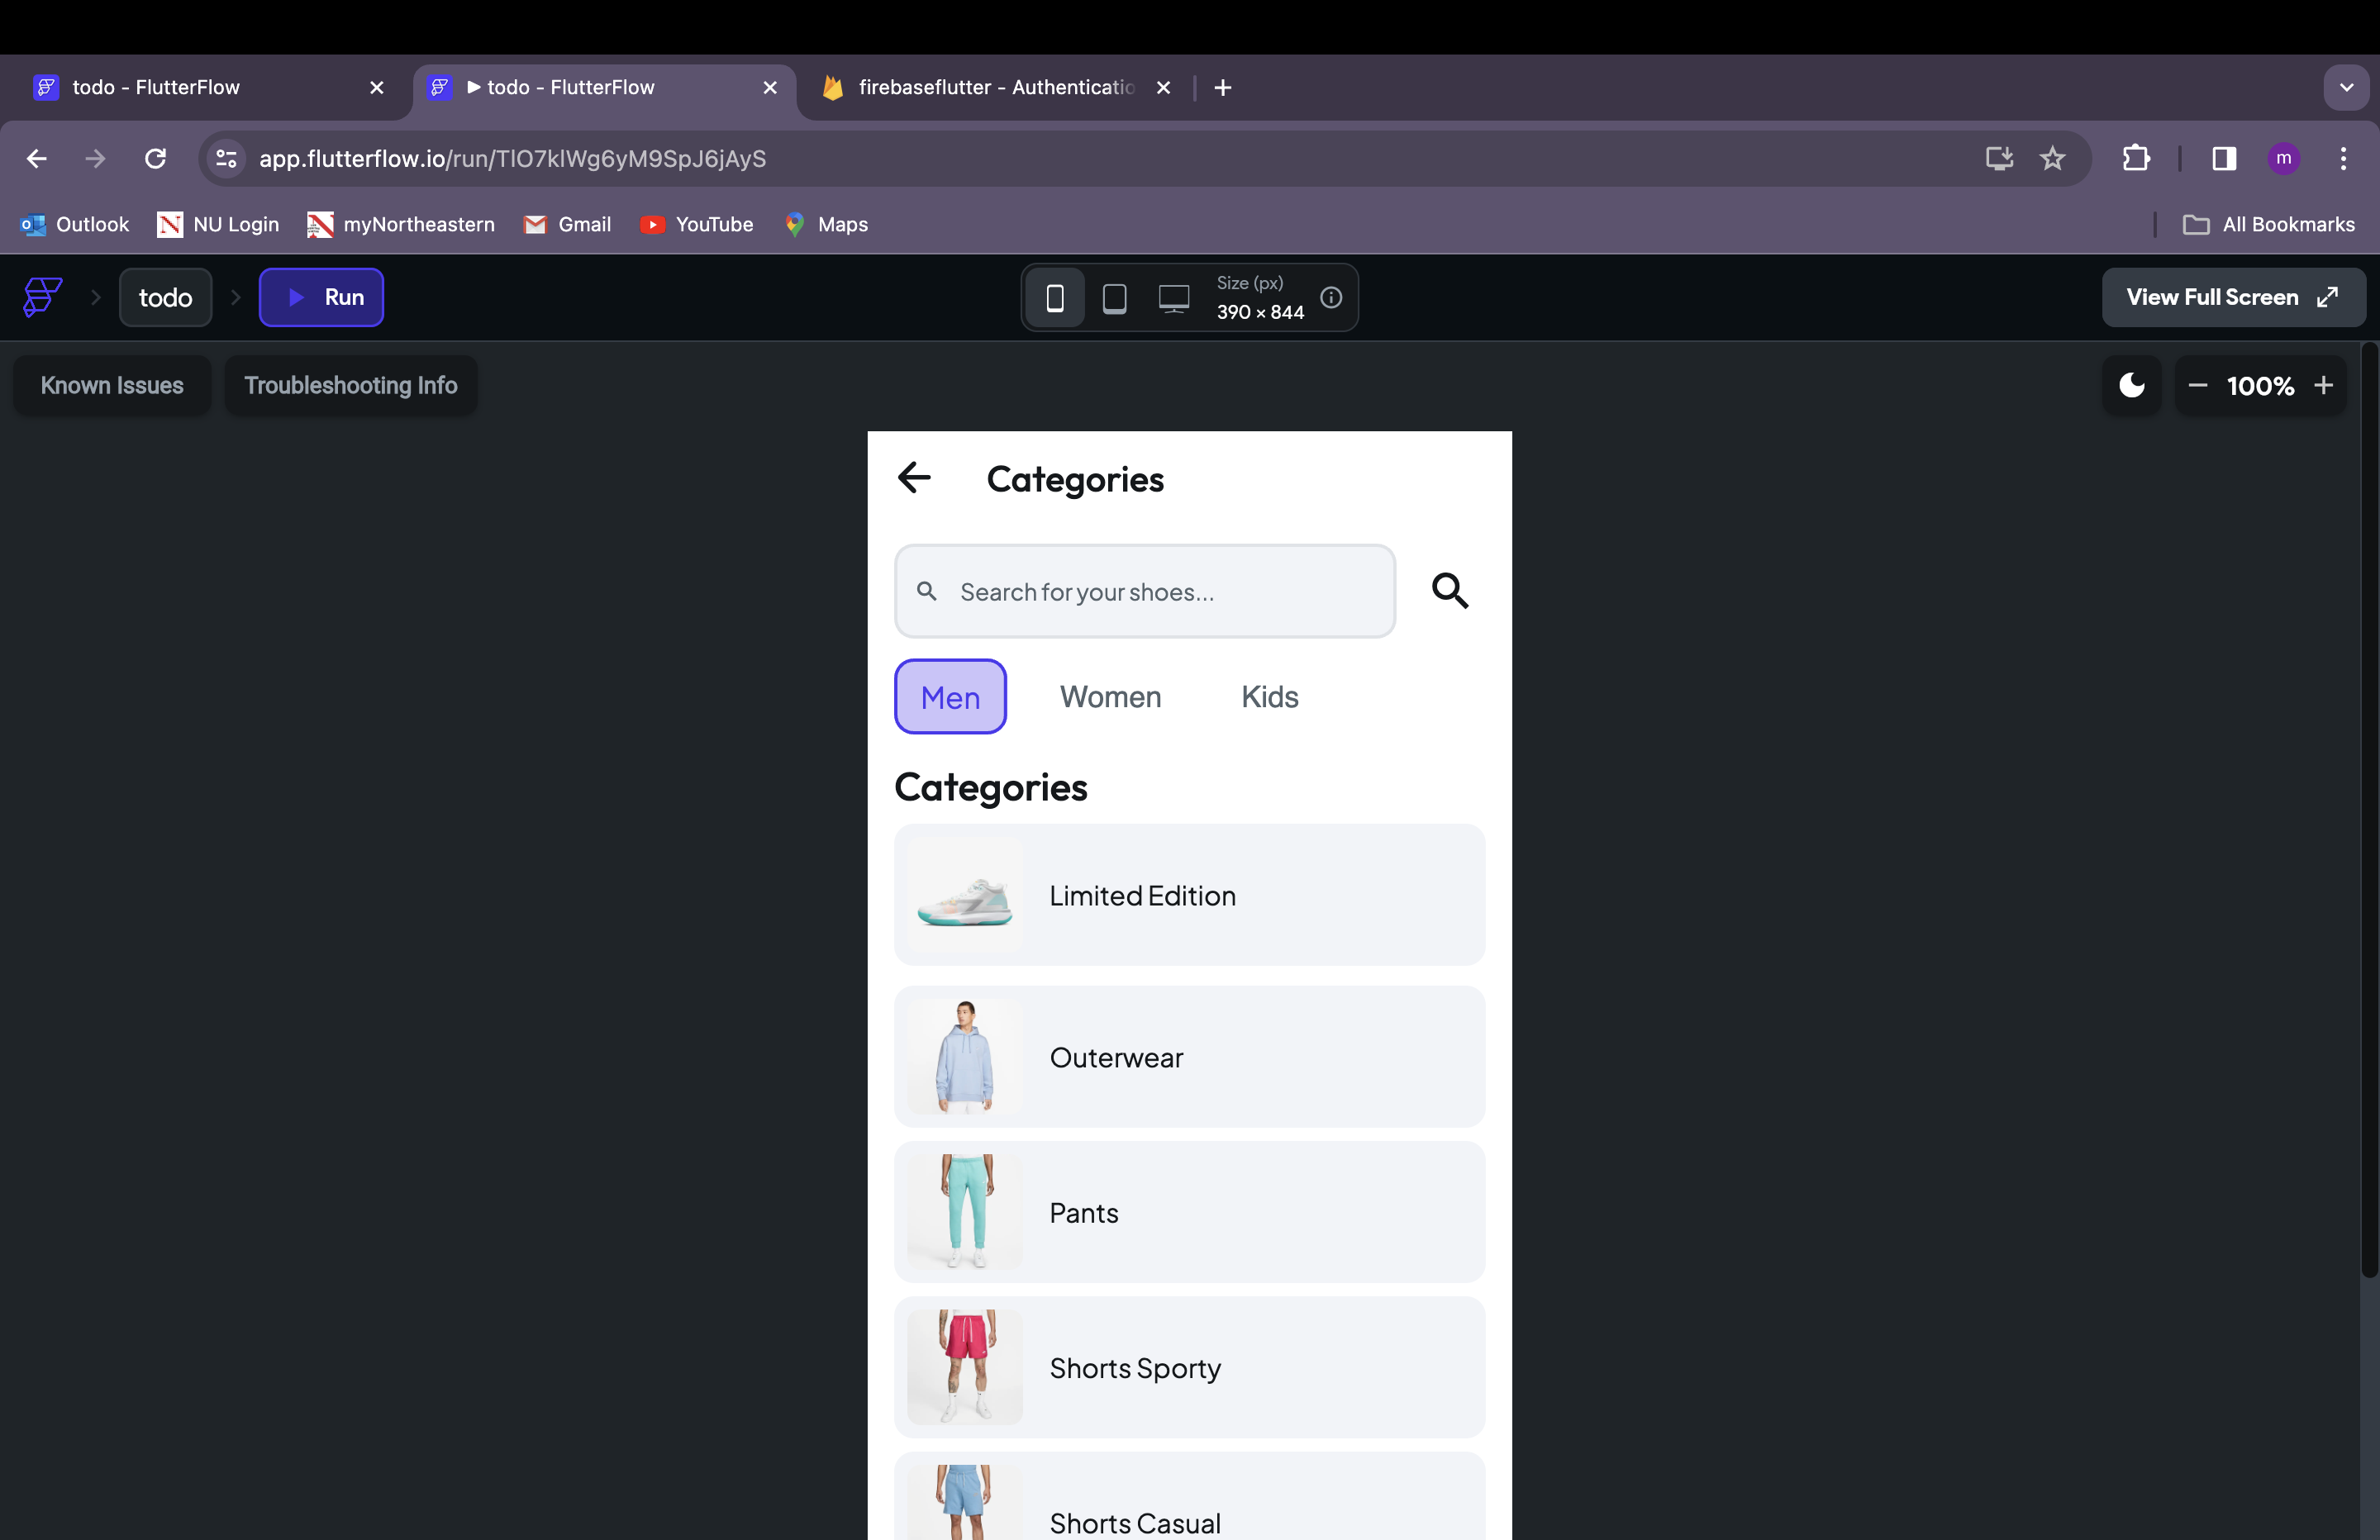 todo - FlutterFlow
todo - FlutterFlow
firebaseflutter - Authenticatio
app.flutterflow.io/run/TlO7klWg6yM9SpJ6jAyS
m
Outlook
NU Login
myNortheastern
Gmail
YouTube
Maps
All Bookmarks
todo
Run
Size (px)
390 × 844
View Full Screen
Known Issues
Troubleshooting Info
100%
Categories
Search for your shoes...
Men
Women
Kids
Categories
Limited Edition
Outerwear
Pants
Shorts Sporty
Shorts Casual